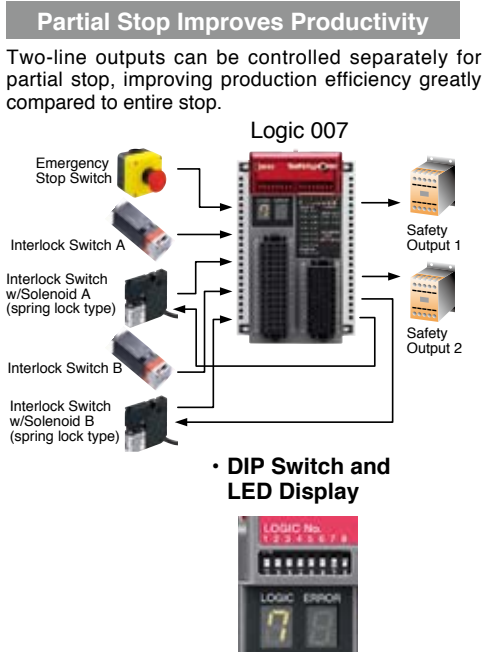 Partial Stop Improves Productivity
Two-line outputs can be controlled separately for
partial stop, improving production efficiency greatly
compared to entire stop.
Logic 007
Emergency
Stop Switch
Interlock Switch A
Interlock Switch
w/Solenoid A
(spring lock type)
Interlock Switch B
Interlock Switch
w/Solenoid B
(spring lock type)
Safety
Output 1
Safety
Output 2
・DIP Switch and
LED Display
LOGIC No.
1 2 3 4 5 6 7 8
LOGIC ERROR
7